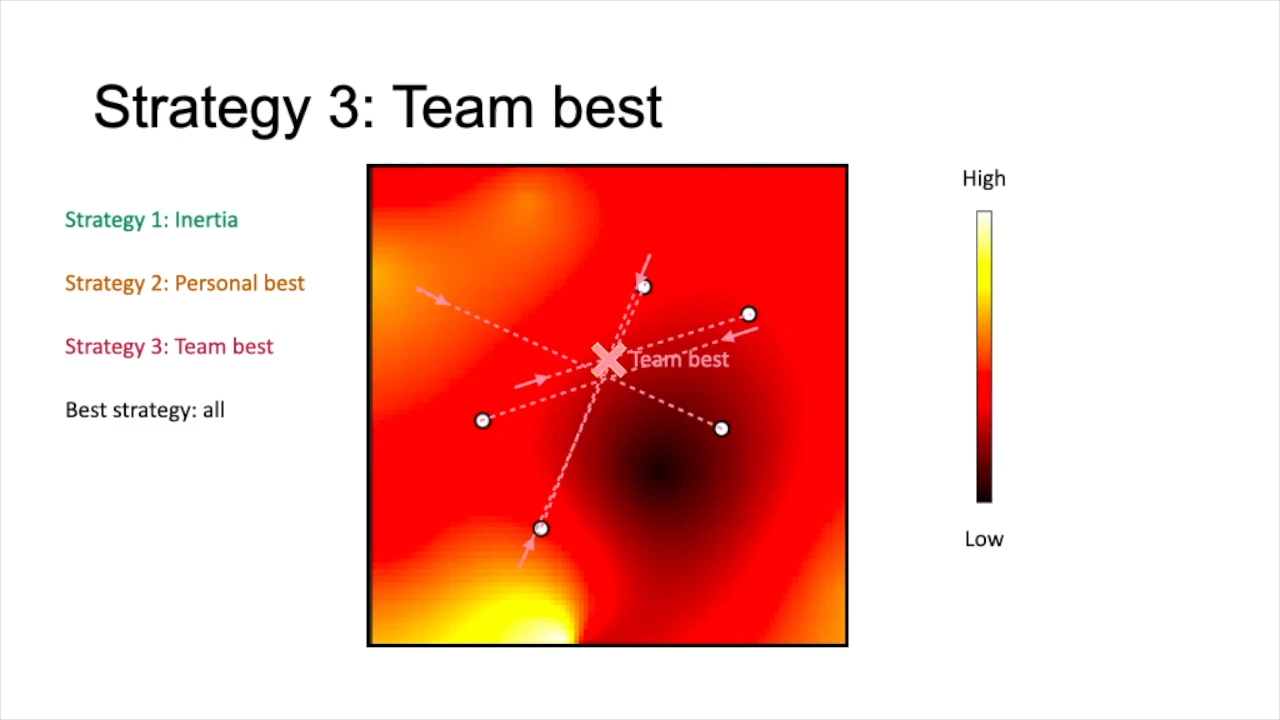 Strategy 3: Team best
Strategy 1: Inertia
Strategy 2: Personal best
Strategy 3: Team best
Best strategy: all
Team best
High
Low